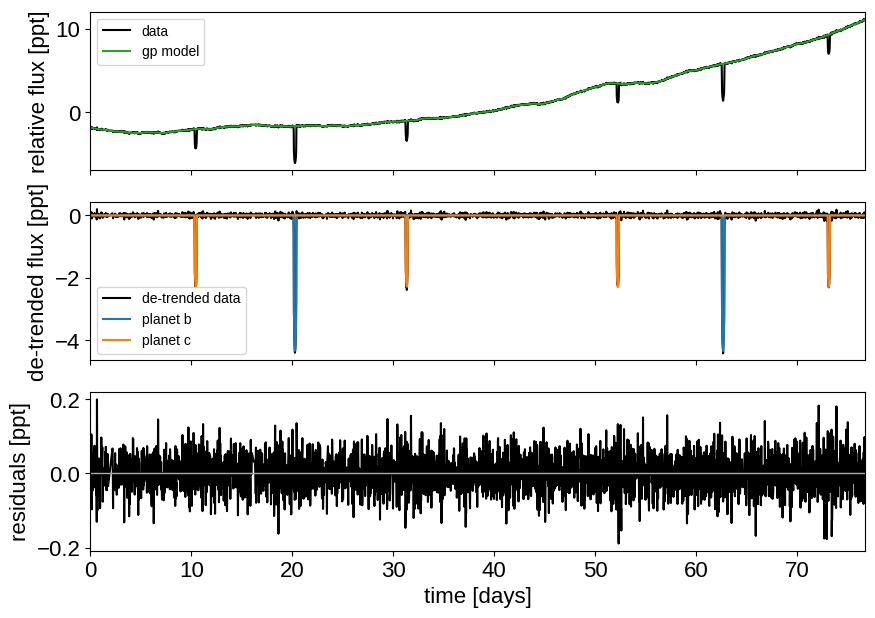 relative flux [ppt]
10
0
data
gp model
de-trended flux [ppt]
0
−2
−4
de-trended data
planet b
planet c
residuals [ppt]
0.2
0.0
−0.2
0 10 20 30 40 50 60 70
time [days]